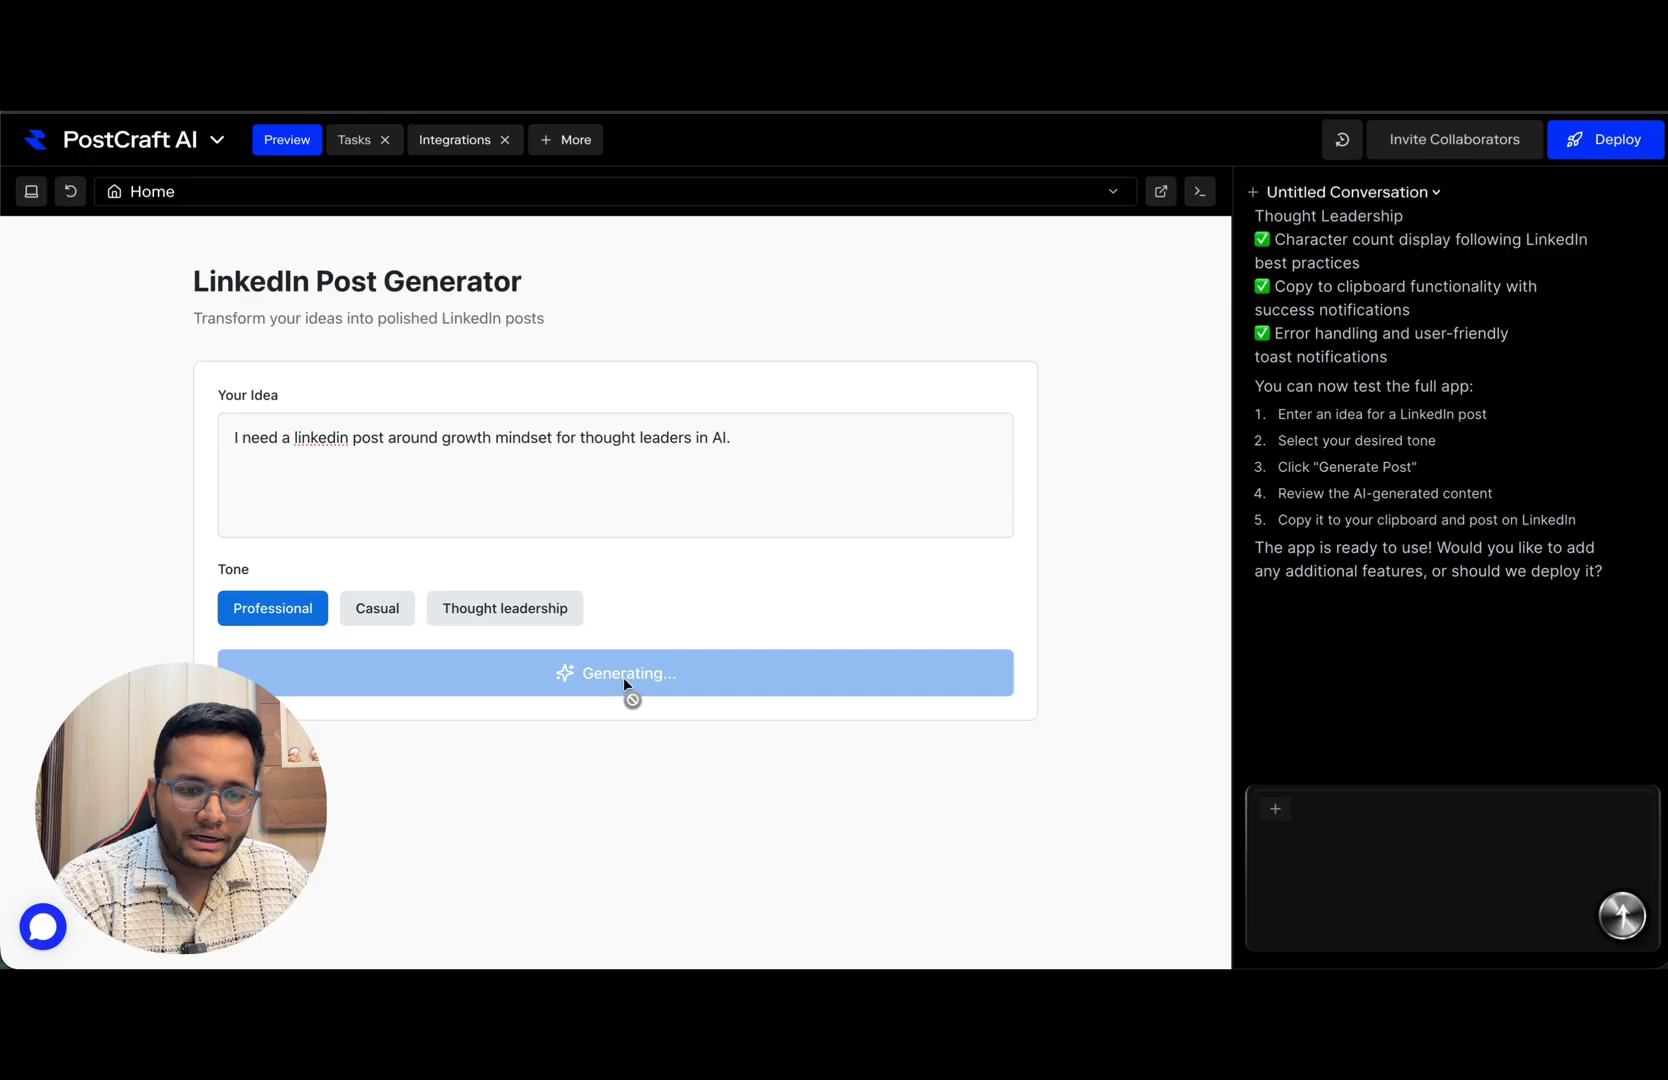 PostCraft AI
Preview
Tasks
Integrations
More
Invite Collaborators
Deploy
Home
Untitled Conversation
LinkedIn Post Generator
Transform your ideas into polished LinkedIn posts
Your Idea
I need a linkedin post around growth mindset for thought leaders in AI.
Tone
Professional
Casual
Thought leadership
Generating...
Thought Leadership
✅ Character count display following LinkedIn
best practices
✅ Copy to clipboard functionality with
success notifications
✅ Error handling and user-friendly
toast notifications
You can now test the full app:
1. Enter an idea for a LinkedIn post
2. Select your desired tone
3. Click "Generate Post"
4. Review the AI-generated content
5. Copy it to your clipboard and post on LinkedIn
The app is ready to use! Would you like to add
any additional features, or should we deploy it?